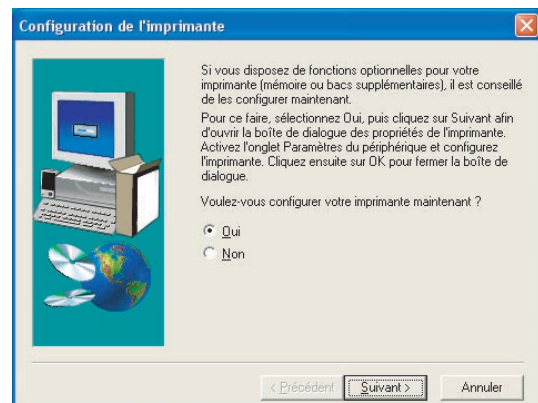 Configuration de l'imprimante
Si vous disposez de fonctions optionnelles pour votre
imprimante (mémoire ou bacs supplémentaires), il est conseillé
de les configurer maintenant.
Pour ce faire, sélectionnez Oui, puis cliquez sur Suivant afin
d'ouvrir la boîte de dialogue des propriétés de l'imprimante.
Activez l'onglet Paramètres du périphérique et configurez
l'imprimante. Cliquez ensuite sur OK pour fermer la boîte de
dialogue.
Voulez-vous configurer votre imprimante maintenant ?
Oui
Non
< Précédent
Suivant >
Annuler